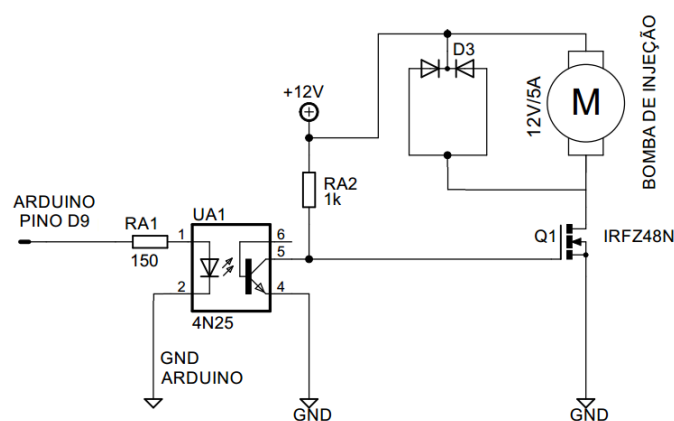 D3
+12V
12V/5A
M
BOMBA DE INJEÇÃO
RA2
1k
ARDUINO
PINO D9
RA1
150
UA1
1
2
6
5
4
4N25
Q1
IRFZ48N
GND
ARDUINO
GND
GND